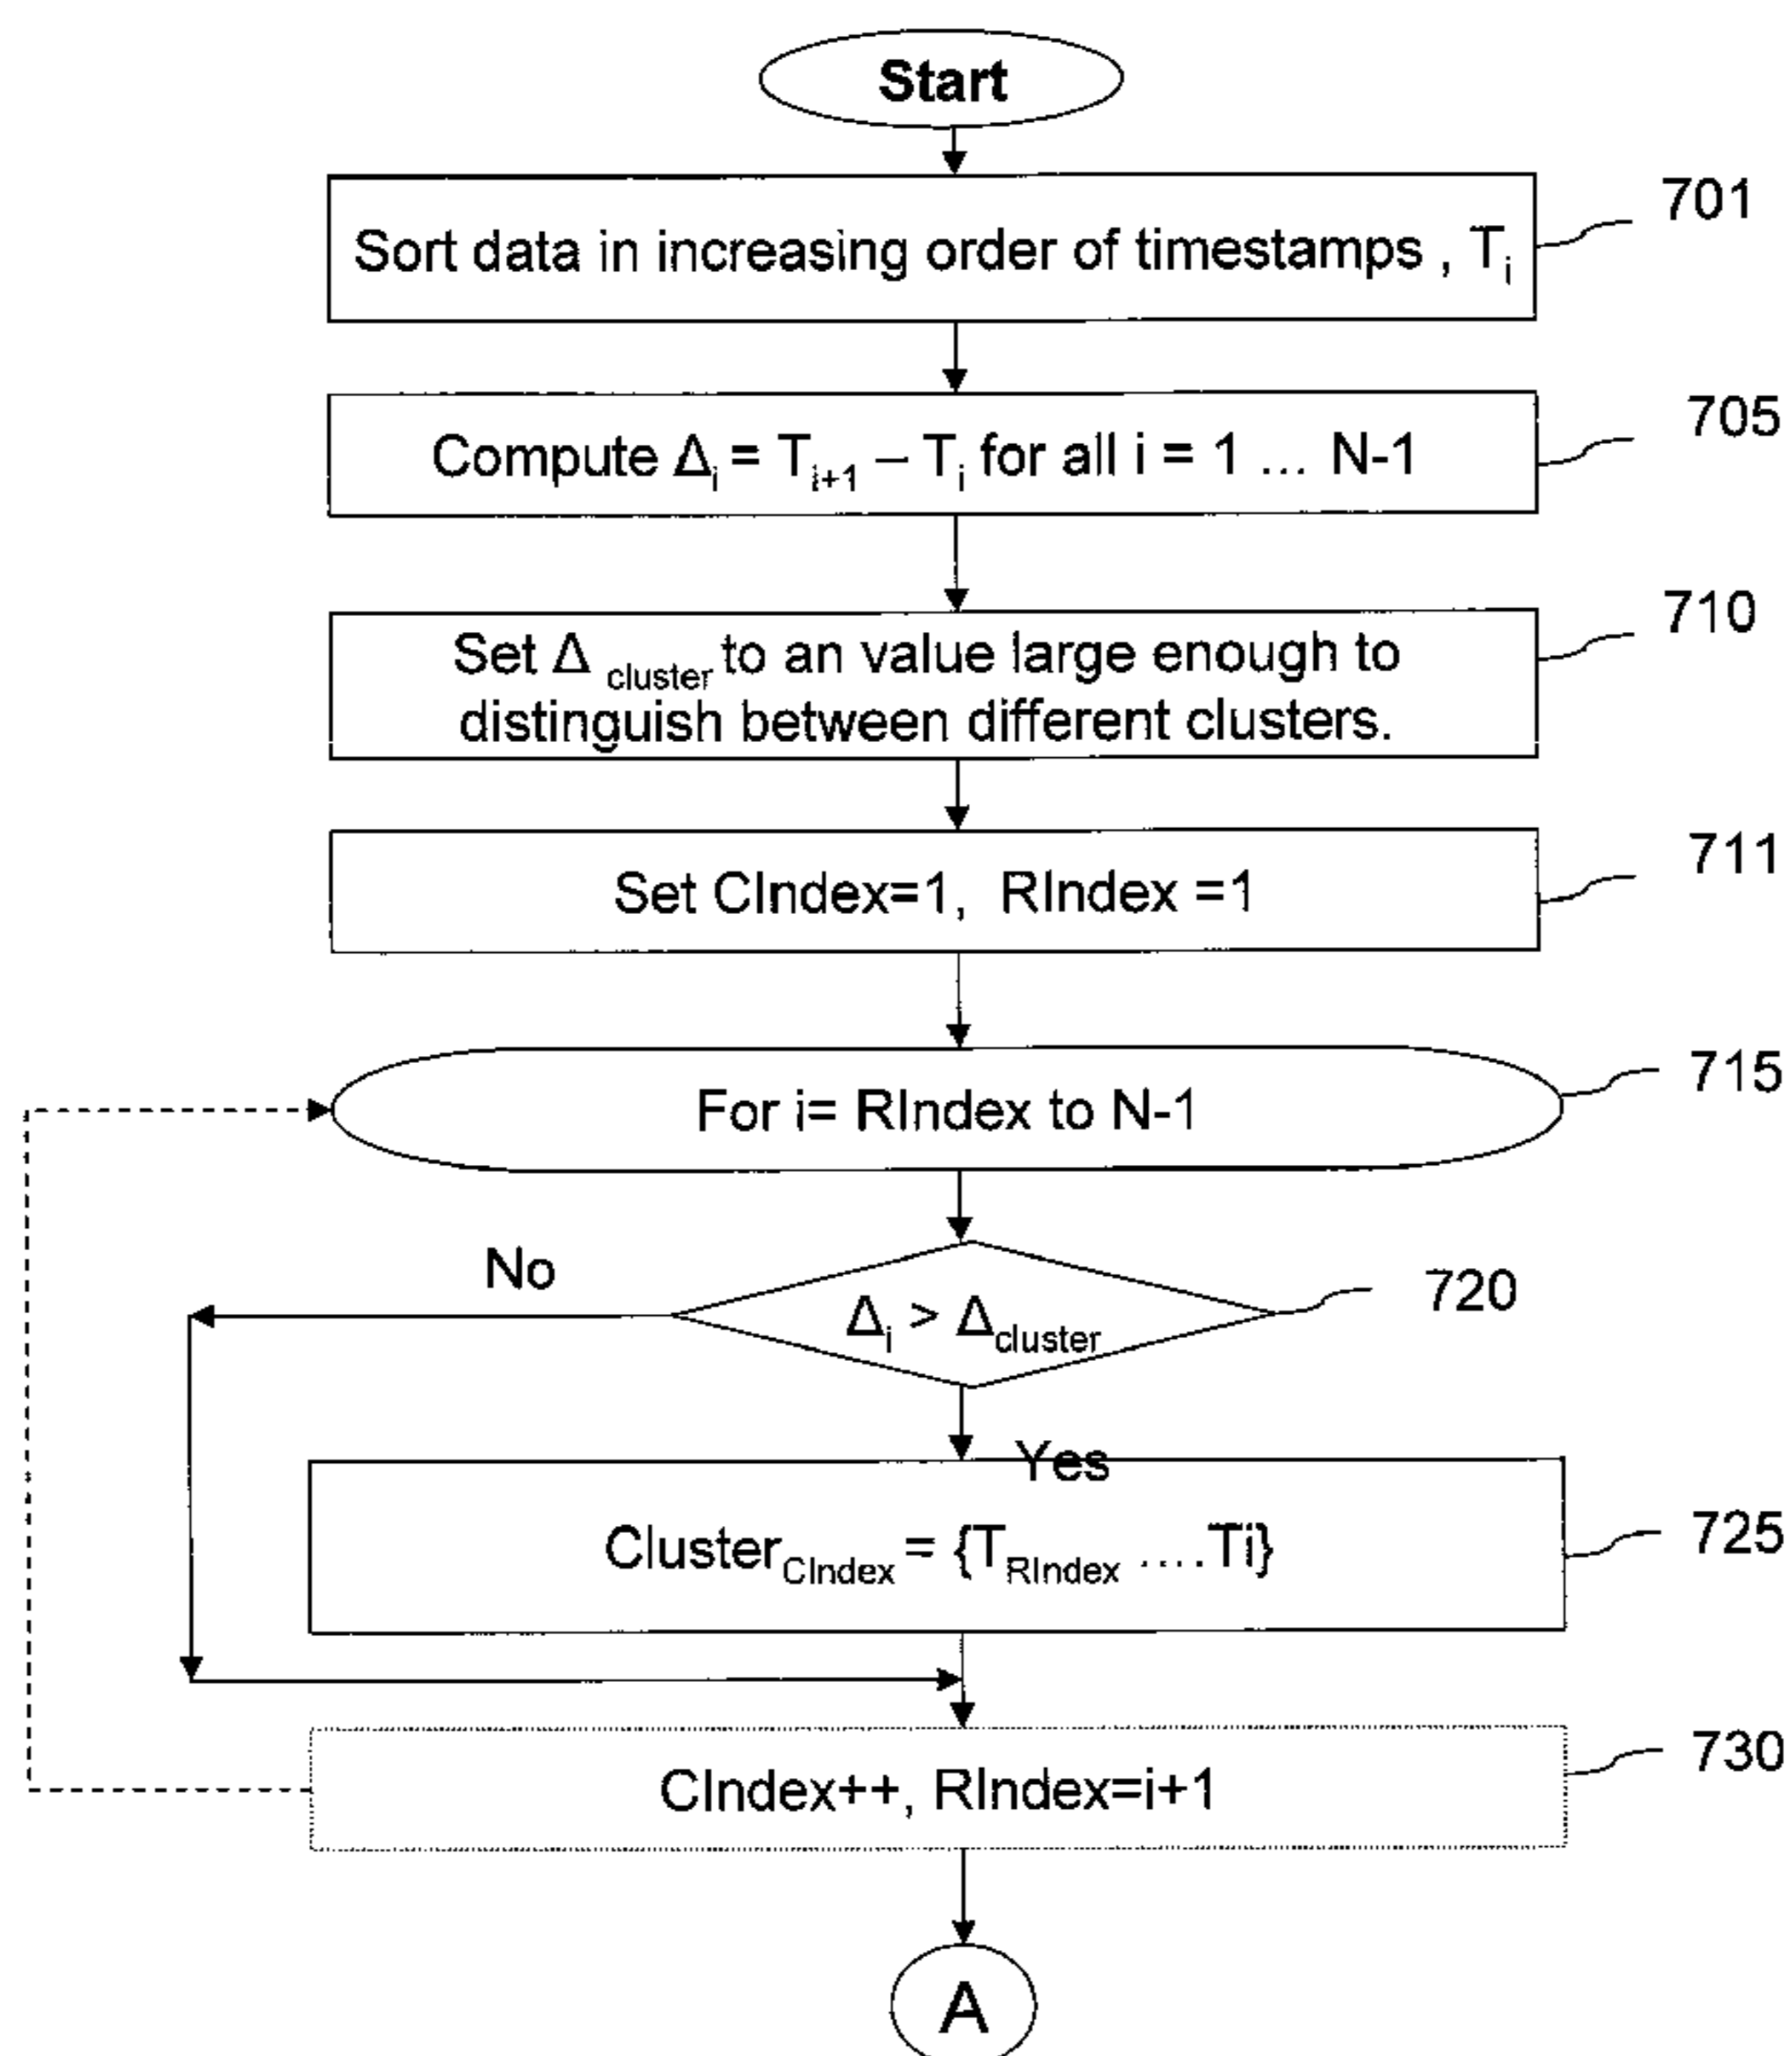 Start
701
Sort data in increasing order of timestamps , Ti
705
Compute Δi = Ti+1 – Ti for all i = 1 ... N-1
710
Set Δ cluster to an value large enough to
distinguish between different clusters.
711
Set CIndex=1, RIndex =1
715
For i= RIndex to N-1
No
720
Δi > Δcluster
Yes
725
ClusterCIndex = {TRIndex ....Ti}
730
CIndex++, RIndex=i+1
A